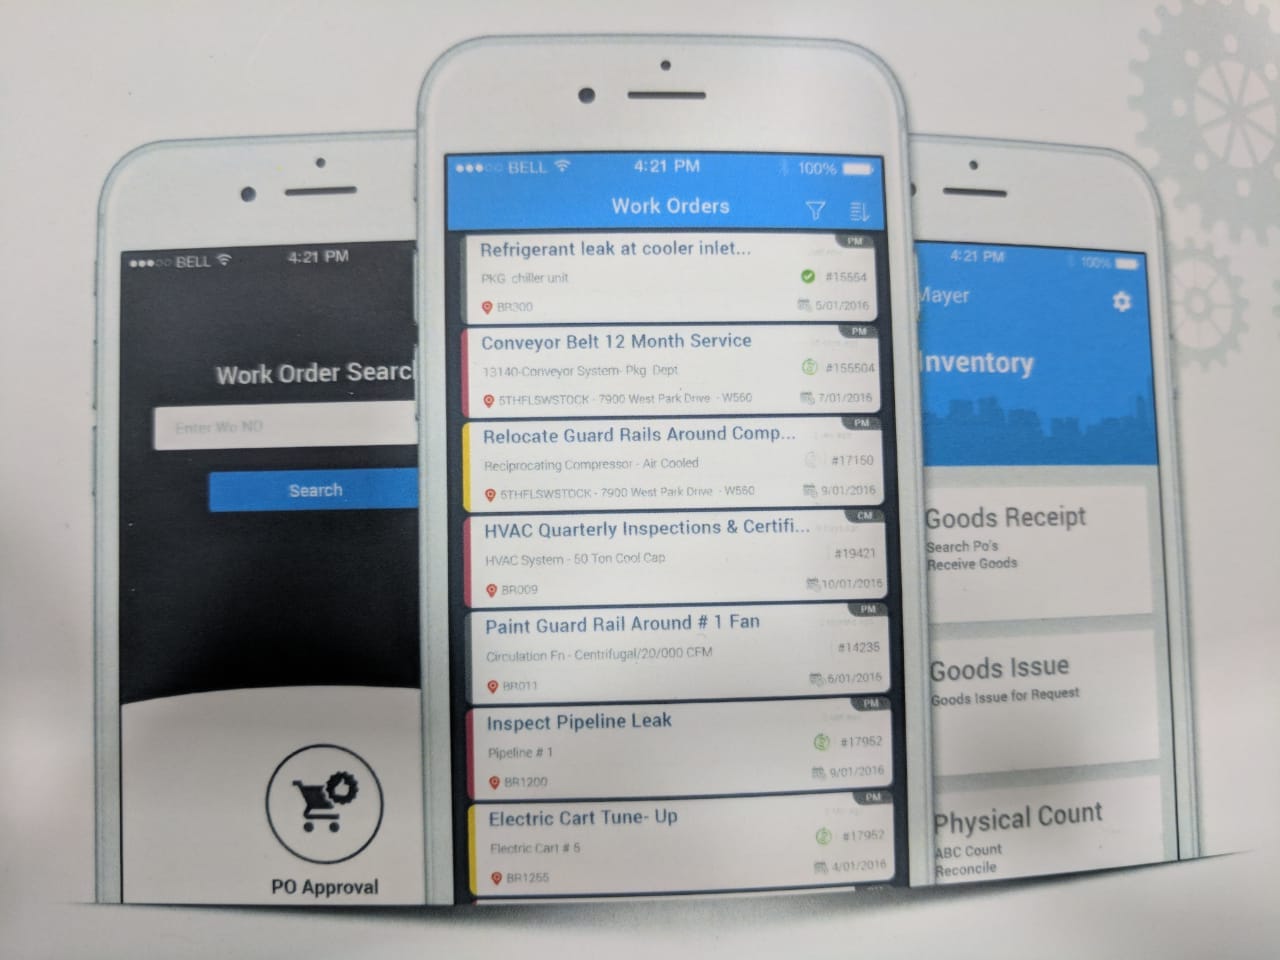 BELL
4:21 PM
Work Order Searc
Enter Wo NO
Search
PO Approval
BELL
4:21 PM
100%
Work Orders
PM
Refrigerant leak at cooler inlet...
PKG chiller unit
#15554
BR300
5/01/2016
PM
Conveyor Belt 12 Month Service
13140-Conveyor System- Pkg Dept
#155504
5THFLSWSTOCK - 7900 West Park Drive - W560
7/01/2016
PM
Relocate Guard Rails Around Comp...
Reciprocating Compressor - Air Cooled
#17150
5THFLSWSTOCK - 7900 West Park Drive - W560
9/01/2016
CM
HVAC Quarterly Inspections & Certifi...
HVAC System - 50 Ton Cool Cap
#19421
BR009
10/01/2016
PM
Paint Guard Rail Around # 1 Fan
Circulation Fn - Centrifugal/20/000 CFM
#14235
BR011
6/01/2016
PM
Inspect Pipeline Leak
Pipeline # 1
#17952
BR1200
9/01/2016
PM
Electric Cart Tune- Up
Electric Cart # 5
#17952
BR1255
4/01/2016
4:21 PM
100%
Mayer
Inventory
Goods Receipt
Search Po's
Receive Goods
Goods Issue
Goods Issue for Request
Physical Count
ABC Count
Reconcile